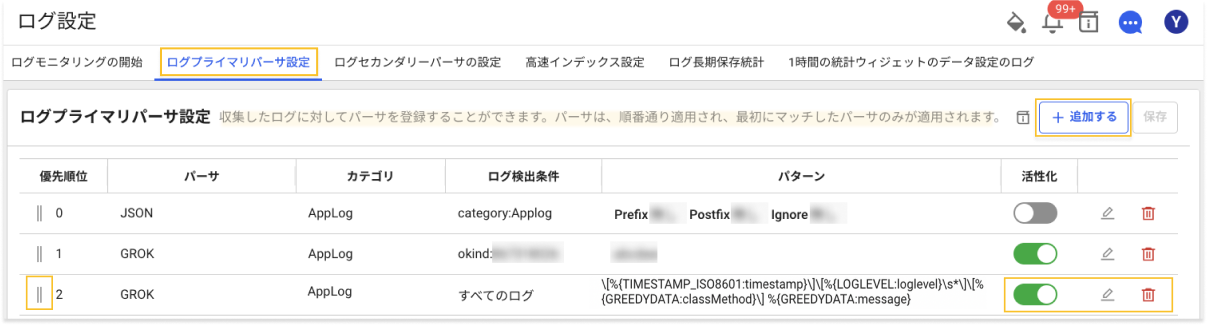 ログ設定
99+
Y
ログモニタリングの開始 ログプライマリパーサ設定 ログセカンダリーパーサの設定 高速インデックス設定 ログ長期保存統計 1時間の統計ウィジェットのデータ設定のログ
ログプライマリパーサ設定 収集したログに対してパーサを登録することができます。パーサは、順番通り適用され、最初にマッチしたパーサのみが適用されます。 + 追加する 保存
優先順位 パーサ カテゴリ ログ検出条件 パターン 活性化
0 JSON AppLog category:Applog Prefix Postfix Ignore
1 GROK AppLog okind:
2 GROK AppLog すべてのログ \[%{TIMESTAMP_ISO8601:timestamp}\]\[%{LOGLEVEL:loglevel}\s*\]\[%
{GREEDYDATA:classMethod}\] %{GREEDYDATA:message}